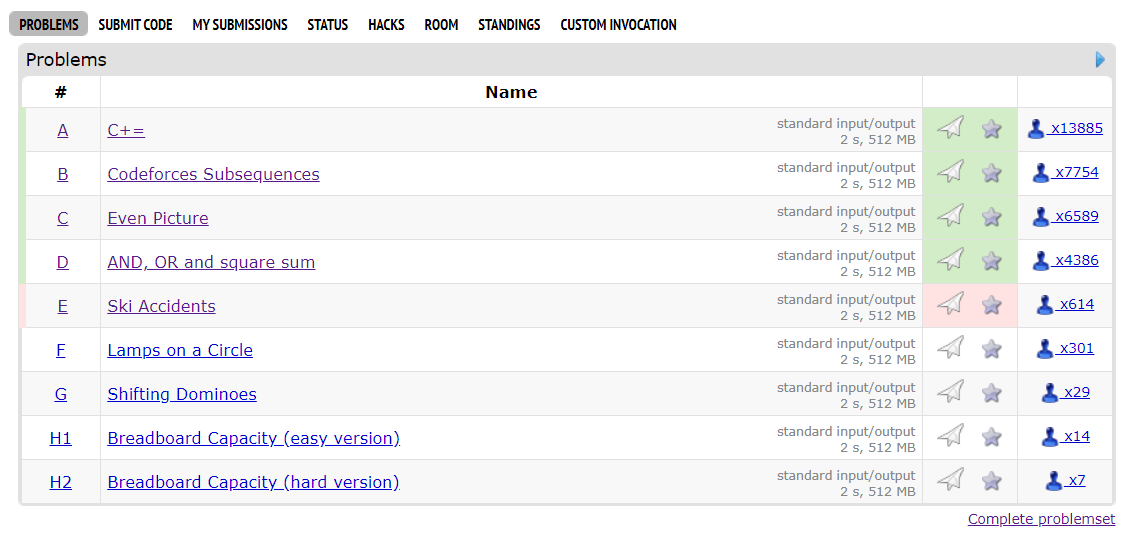 PROBLEMS SUBMIT CODE MY SUBMISSIONS STATUS HACKS ROOM STANDINGS CUSTOM INVOCATION
Problems
# Name
A C+= standard input/output x13885
2 s, 512 MB
B Codeforces Subsequences standard input/output x7754
2 s, 512 MB
C Even Picture standard input/output x6589
2 s, 512 MB
D AND, OR and square sum standard input/output x4386
2 s, 512 MB
E Ski Accidents standard input/output x614
2 s, 512 MB
F Lamps on a Circle standard input/output x301
2 s, 512 MB
G Shifting Dominoes standard input/output x29
2 s, 512 MB
H1 Breadboard Capacity (easy version) standard input/output x14
2 s, 512 MB
H2 Breadboard Capacity (hard version) standard input/output x7
2 s, 512 MB
Complete problemset